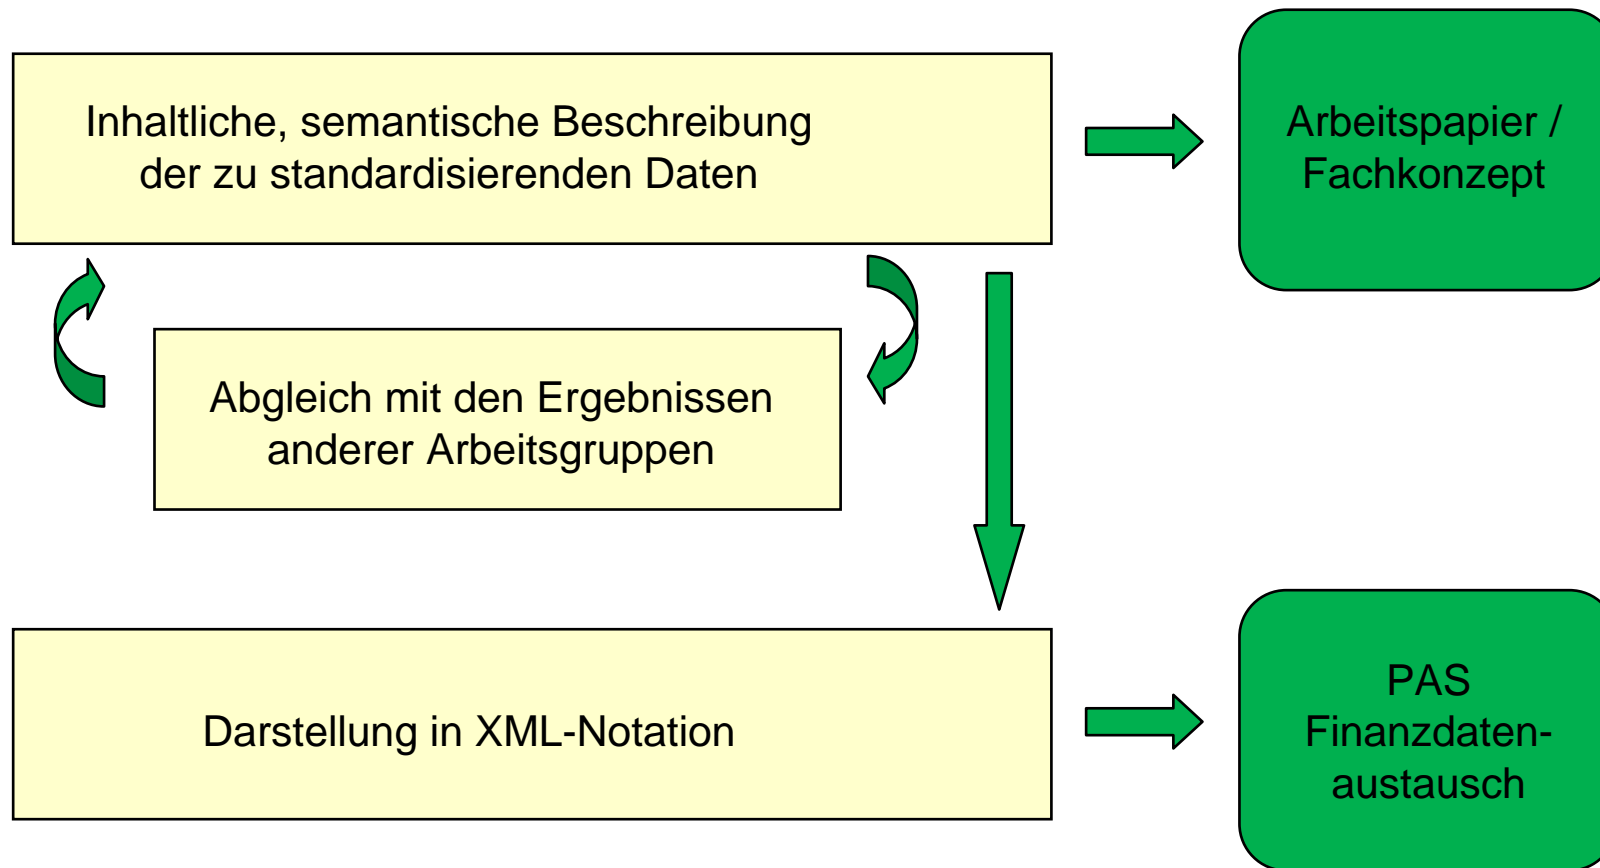 Inhaltliche, semantische Beschreibung
der zu standardisierenden Daten
Arbeitspapier /
Fachkonzept
Abgleich mit den Ergebnissen
anderer Arbeitsgruppen
Darstellung in XML-Notation
PAS
Finanzdaten-
austausch